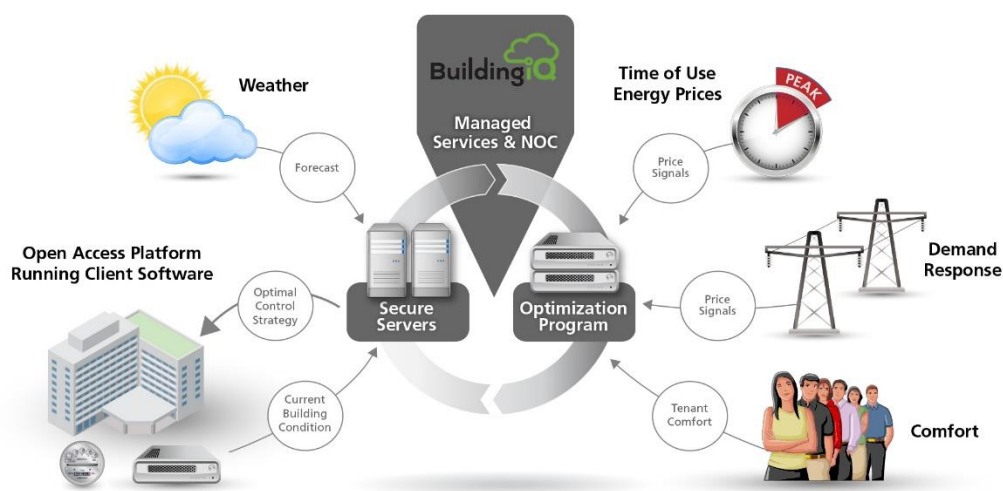 BuildingiQ
Managed
Services & NOC
Weather
Forecast
Time of Use
Energy Prices
PEAK
Price
Signals
Open Access Platform
Running Client Software
Optimal
Control
Strategy
Secure
Servers
Optimization
Program
Price
Signals
Demand
Response
Current
Building
Condition
Tenant
Comfort
Comfort